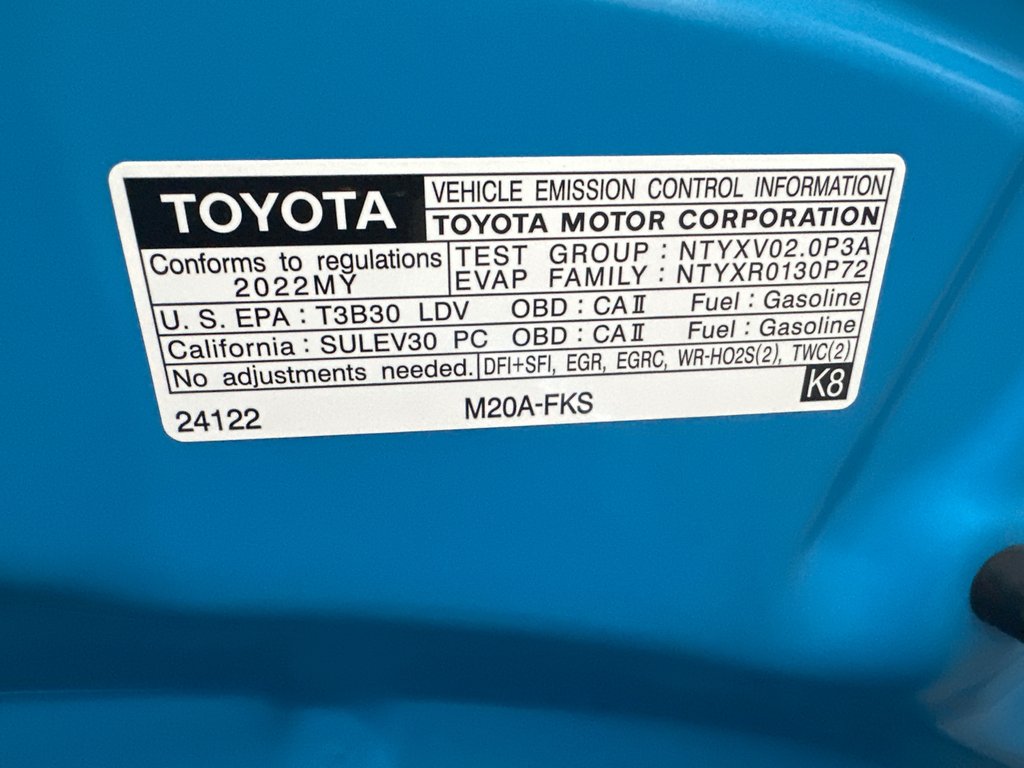 TOYOTA
VEHICLE EMISSION CONTROL INFORMATION
TOYOTA MOTOR CORPORATION
Conforms to regulations
2022MY
TEST GROUP : NTYXV02.0P3A
EVAP FAMILY : NTYXR0130P72
U. S. EPA : T3B30 LDV OBD : CAⅡ Fuel : Gasoline
California : SULEV30 PC OBD : CAⅡ Fuel : Gasoline
No adjustments needed. DFI+SFI, EGR, EGRC, WR-HO2S(2), TWC(2)
24122 M20A-FKS K8